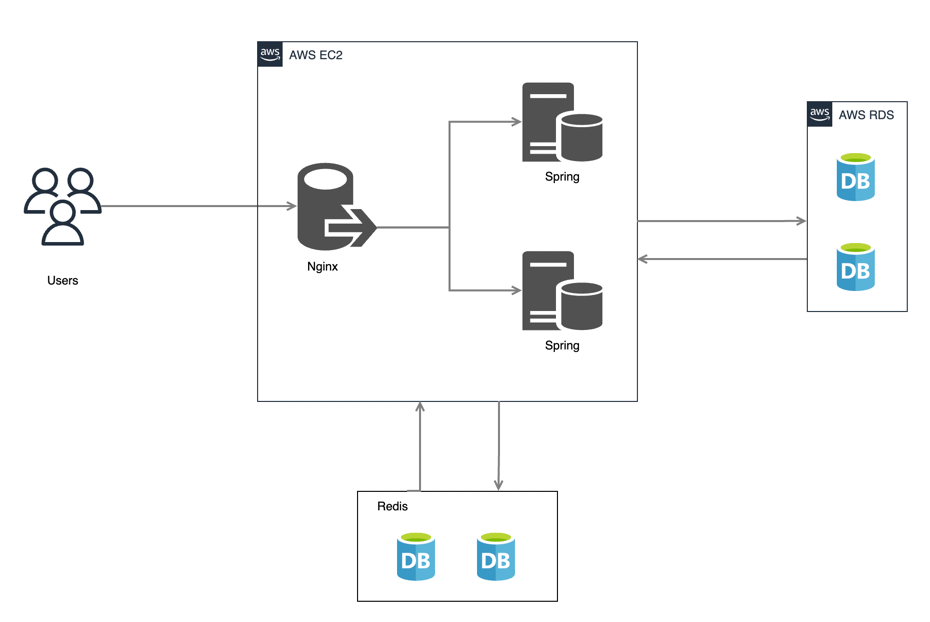 aws AWS EC2
aws AWS RDS
Spring
DB
Nginx
Users
DB
Spring
Redis
DB DB